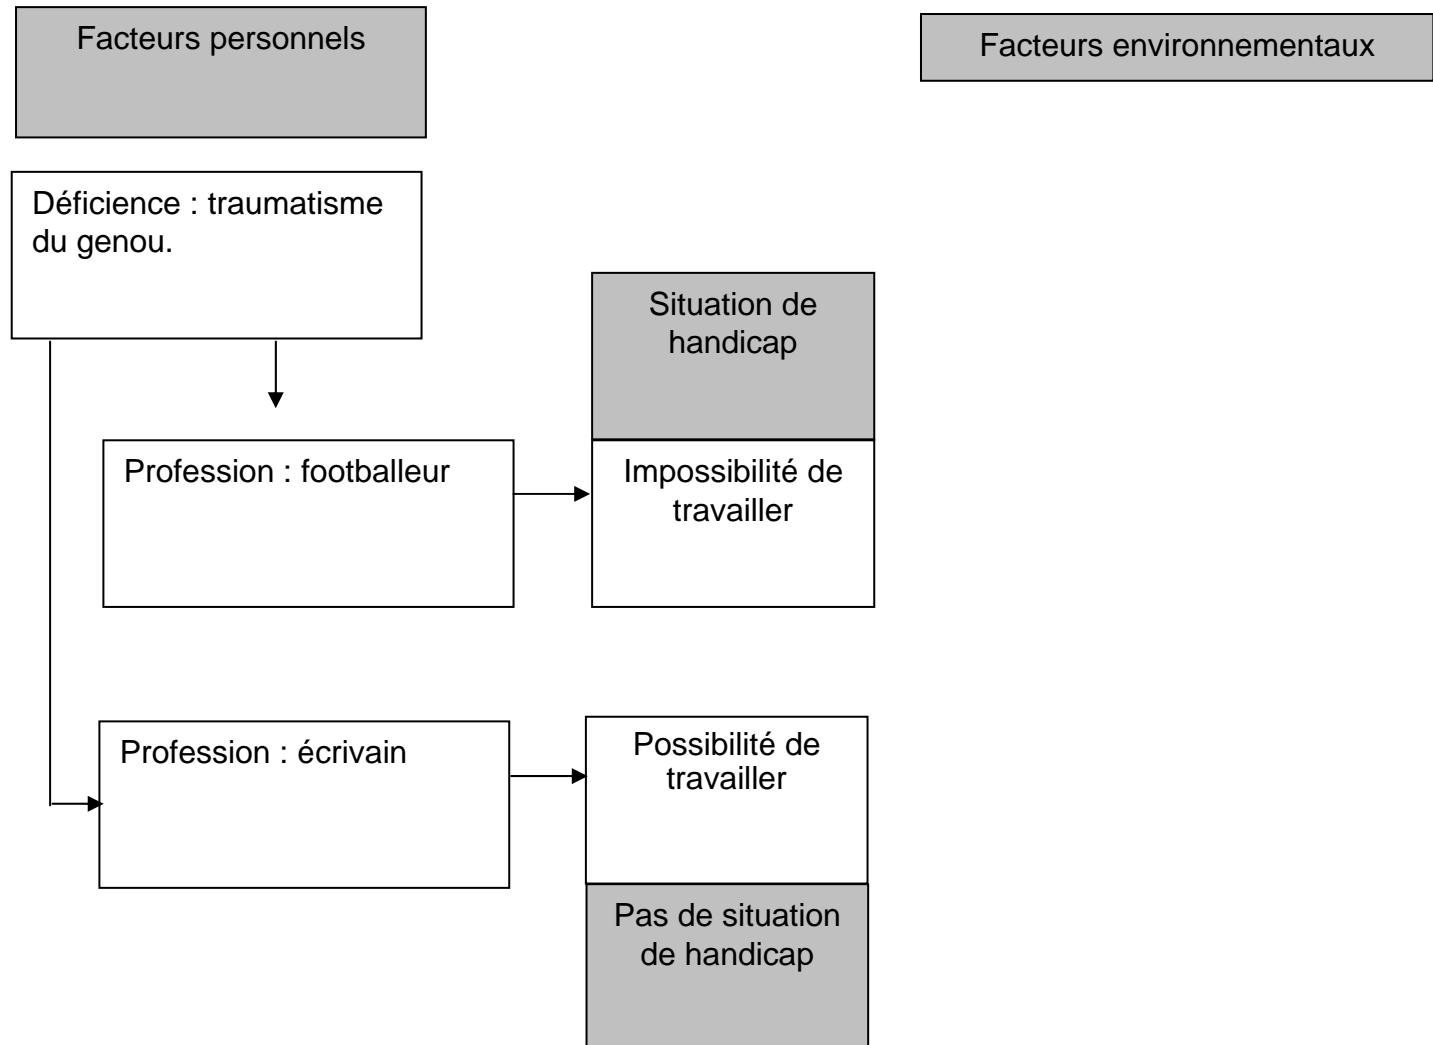 Facteurs personnels
Facteurs environnementaux
Déficience : traumatisme
du genou.
Situation de
handicap
Profession : footballeur
Impossibilité de
travailler
Profession : écrivain
Possibilité de
travailler
Pas de situation
de handicap